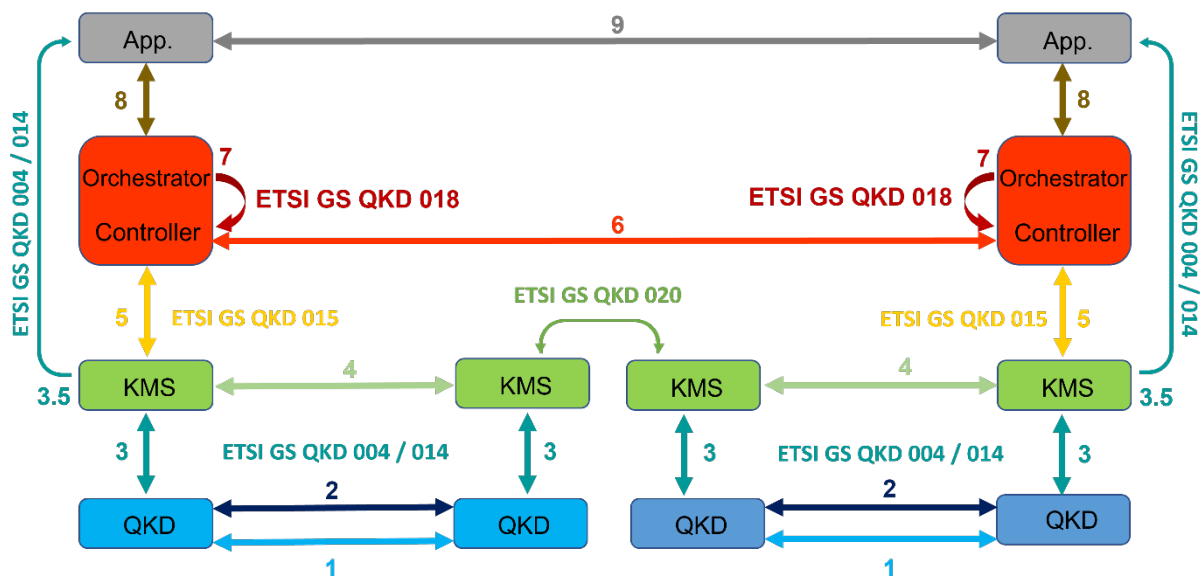 9
App.
App.
8
8
ETSI GS QKD 004 / 014
ETSI GS QKD 004 / 014
7
7
Orchestrator
Orchestrator
ETSI GS QKD 018
ETSI GS QKD 018
Controller
Controller
6
ETSI GS QKD 020
5
ETSI GS QKD 015
ETSI GS QKD 015
5
KMS
4
KMS
KMS
4
KMS
3.5
3.5
3
ETSI GS QKD 004 / 014
3
3
ETSI GS QKD 004 / 014
3
QKD
2
QKD
QKD
2
QKD
1
1